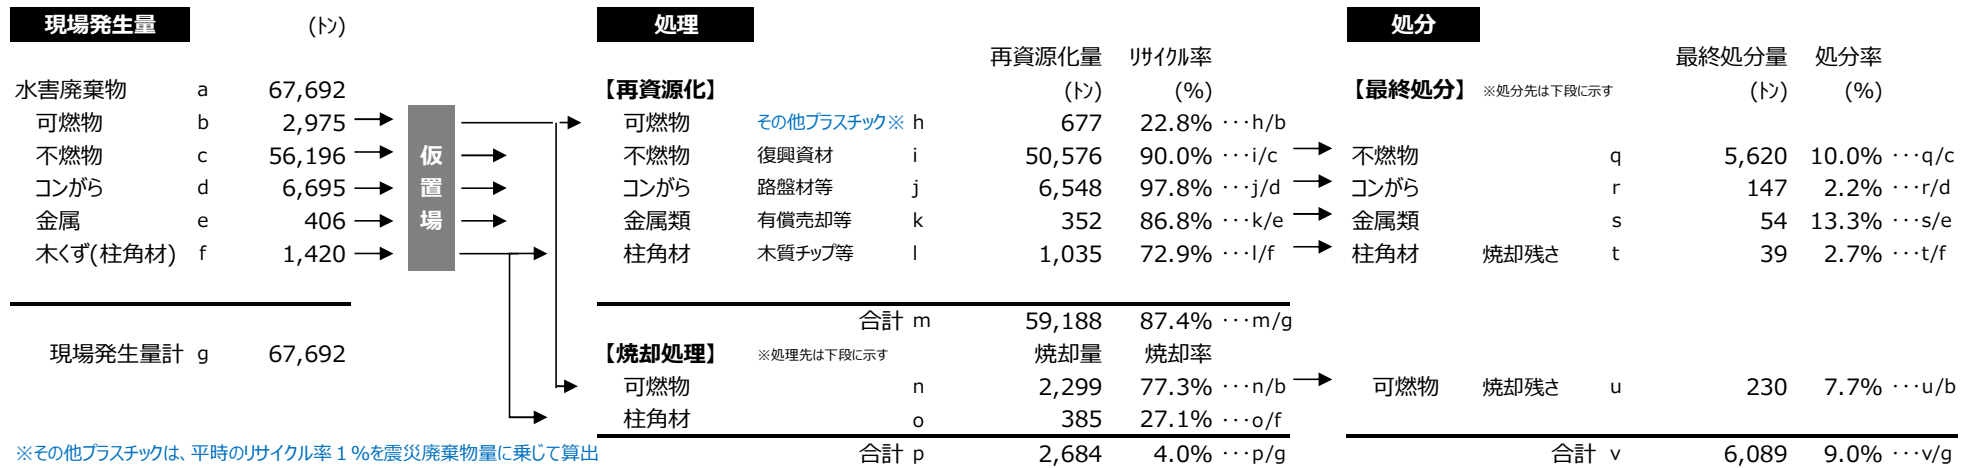 現場発生量 (トン) 処理 処分
再資源化量 リサイクル率 最終処分量 処分率
水害廃棄物 a 67,692 【再資源化】 (トン) (%) 【最終処分】 ※処分先は下段に示す (トン) (%)
可燃物 b 2,975 可燃物 その他プラスチック※ h 677 22.8% ･･･h/b
不燃物 c 56,196 仮 不燃物 復興資材 i 50,576 90.0% ･･･i/c 不燃物 q 5,620 10.0% ･･･q/c
コンがら d 6,695 置 コンがら 路盤材等 j 6,548 97.8% ･･･j/d コンがら r 147 2.2% ･･･r/d
金属 e 406 場 金属類 有償売却等 k 352 86.8% ･･･k/e 金属類 s 54 13.3% ･･･s/e
木くず(柱角材) f 1,420 柱角材 木質チップ等 l 1,035 72.9% ･･･l/f 柱角材 焼却残さ t 39 2.7% ･･･t/f
合計 m 59,188 87.4% ･･･m/g
現場発生量計 g 67,692 【焼却処理】 ※処理先は下段に示す 焼却量 焼却率
可燃物 n 2,299 77.3% ･･･n/b 可燃物 焼却残さ u 230 7.7% ･･･u/b
柱角材 o 385 27.1% ･･･o/f
※その他プラスチックは、平時のリサイクル率１%を震災廃棄物量に乗じて算出 合計 p 2,684 4.0% ･･･p/g 合計 v 6,089 9.0% ･･･v/g